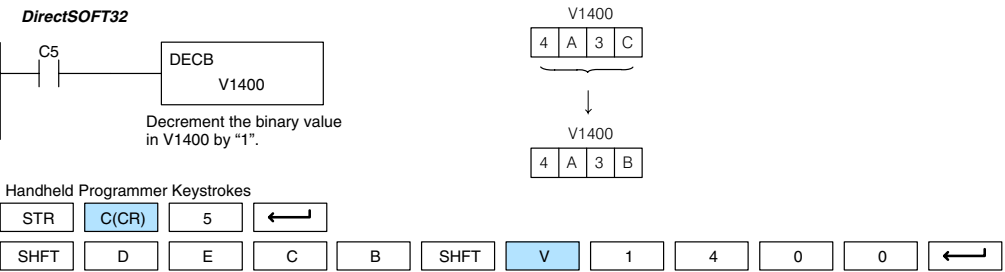 DirectSOFT32
C5
DECB
V1400
Decrement the binary value
in V1400 by “1”.
V1400
4 A 3 C
V1400
4 A 3 B
Handheld Programmer Keystrokes
STR C(CR) 5
SHFT D E C B SHFT V 1 4 0 0